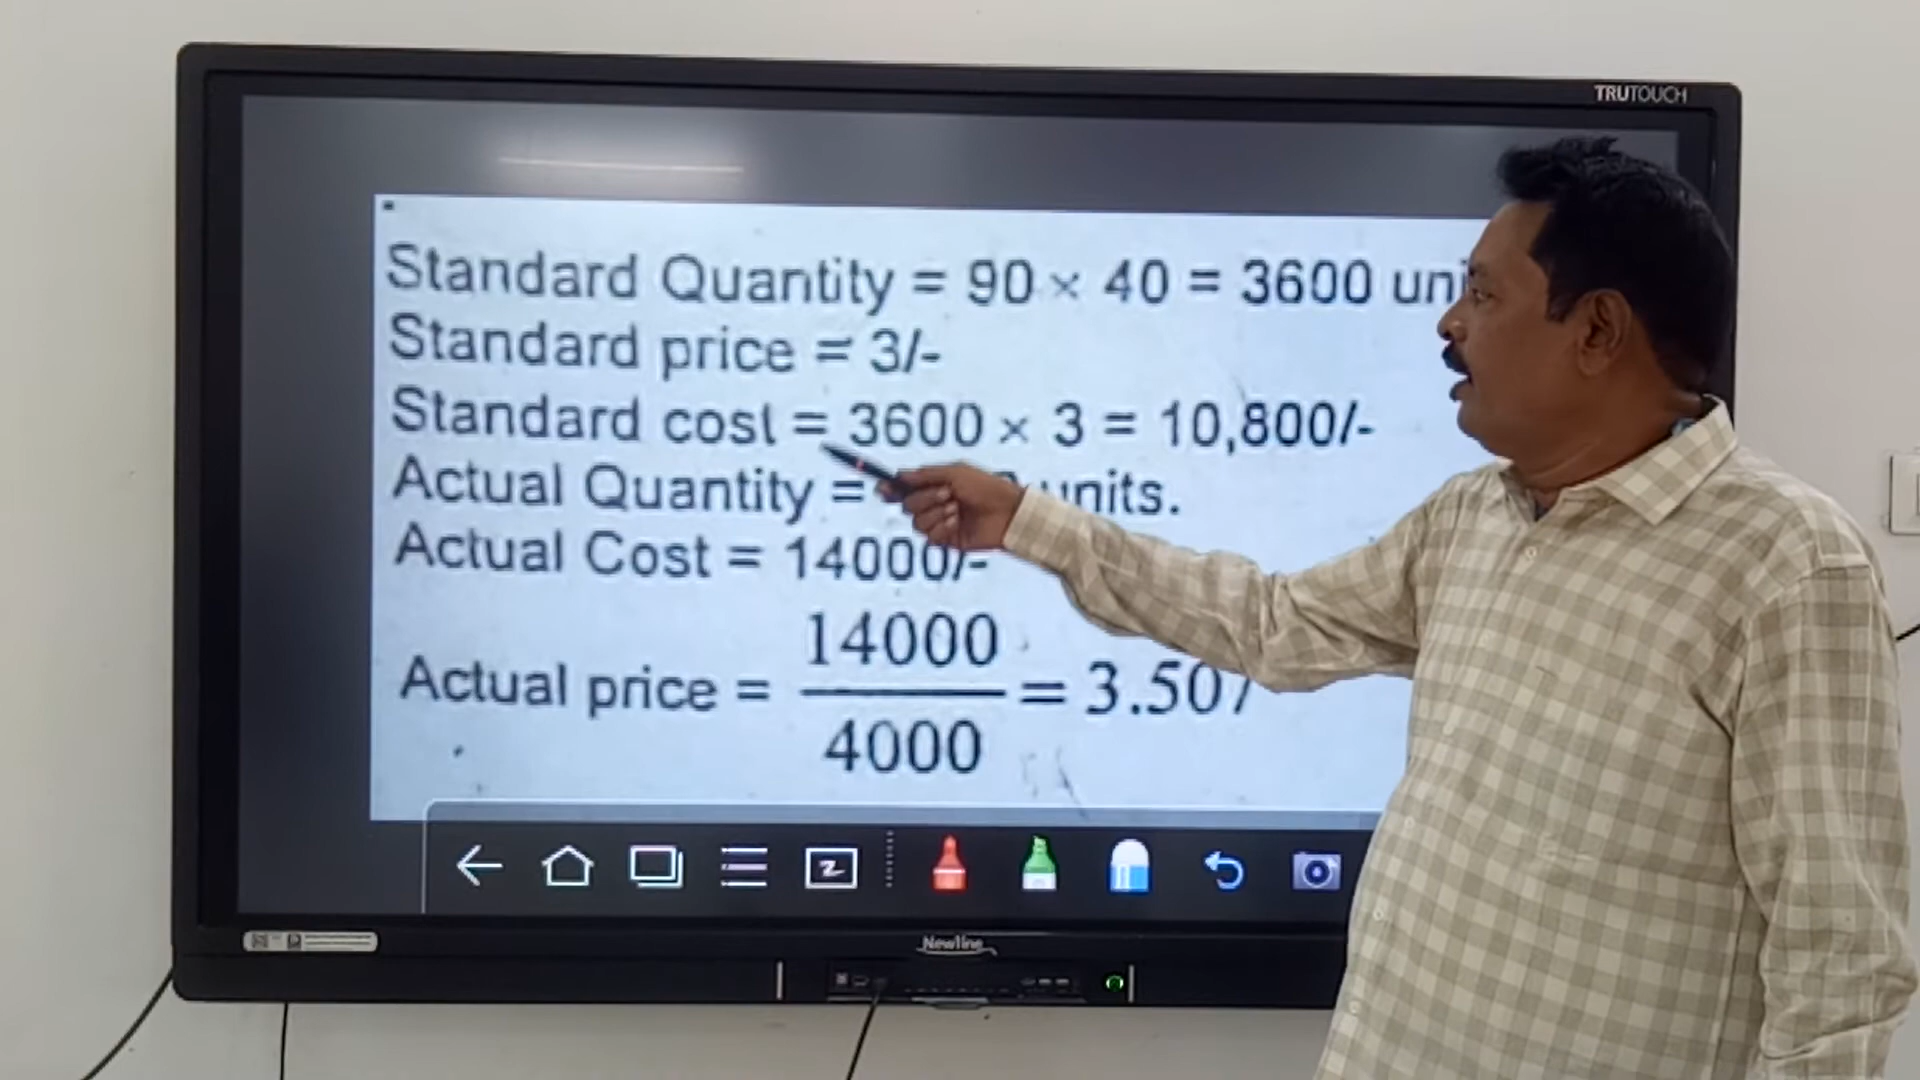 TRUTOUCH
Standard Quantity = 90 × 40 = 3600
Standard price = 3/-
Standard cost = 3600 × 3 = 10,800/-
Actual Quantity = units.
Actual Cost = 14000/-
Actual price = 14000/4000 = 3.50/
Newline